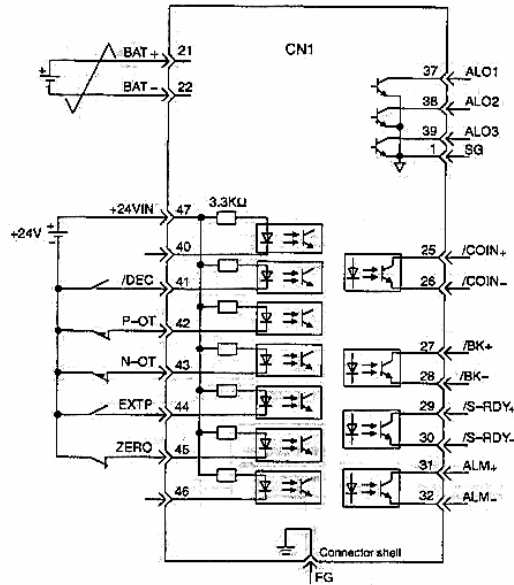 CN1
BAT+ 21
BAT- 22
37 ALO1
38 ALO2
39 ALO3
1 SG
+24VIN 47 3.3KΩ
+24V
40
/DEC 41
P-OT 42
N-OT 43
EXTP 44
ZERO 45
46
25 /COIN+
26 /COIN-
27 /BK+
28 /BK-
29 /S-RDY+
30 /S-RDY-
31 ALM+
32 ALM-
Connector shell
FG